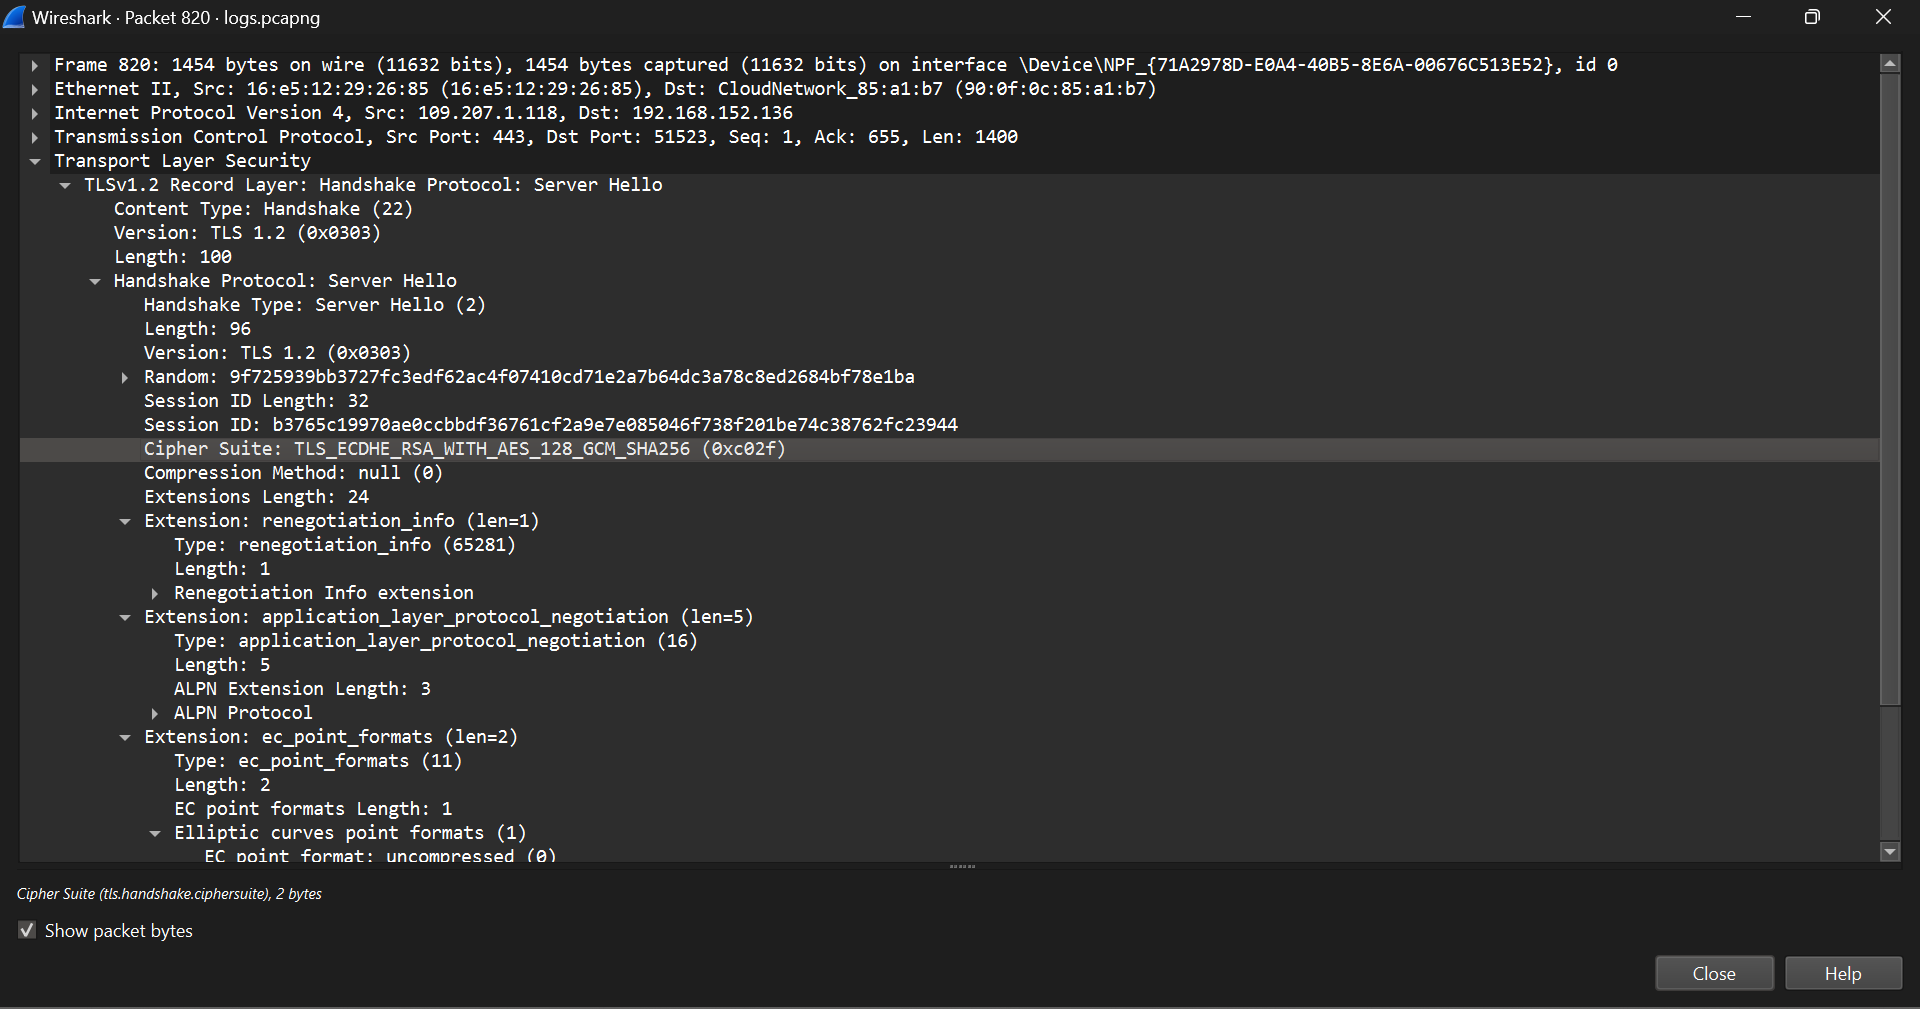 Wireshark · Packet 820 · logs.pcapng
Frame 820: 1454 bytes on wire (11632 bits), 1454 bytes captured (11632 bits) on interface \Device\NPF_{71A2978D-E0A4-40B5-8E6A-00676C513E52}, id 0
Ethernet II, Src: 16:e5:12:29:26:85 (16:e5:12:29:26:85), Dst: CloudNetwork_85:a1:b7 (90:0f:0c:85:a1:b7)
Internet Protocol Version 4, Src: 109.207.1.118, Dst: 192.168.152.136
Transmission Control Protocol, Src Port: 443, Dst Port: 51523, Seq: 1, Ack: 655, Len: 1400
Transport Layer Security
TLSv1.2 Record Layer: Handshake Protocol: Server Hello
Content Type: Handshake (22)
Version: TLS 1.2 (0x0303)
Length: 100
Handshake Protocol: Server Hello
Handshake Type: Server Hello (2)
Length: 96
Version: TLS 1.2 (0x0303)
Random: 9f725939bb3727fc3edf62ac4f07410cd71e2a7b64dc3a78c8ed2684bf78e1ba
Session ID Length: 32
Session ID: b3765c19970ae0ccbbdf36761cf2a9e7e085046f738f201be74c38762fc23944
Cipher Suite: TLS_ECDHE_RSA_WITH_AES_128_GCM_SHA256 (0xc02f)
Compression Method: null (0)
Extensions Length: 24
Extension: renegotiation_info (len=1)
Type: renegotiation_info (65281)
Length: 1
Renegotiation Info extension
Extension: application_layer_protocol_negotiation (len=5)
Type: application_layer_protocol_negotiation (16)
Length: 5
ALPN Extension Length: 3
ALPN Protocol
Extension: ec_point_formats (len=2)
Type: ec_point_formats (11)
Length: 2
EC point formats Length: 1
Elliptic curves point formats (1)
EC point format: uncompressed (0)
Cipher Suite (tls.handshake.ciphersuite), 2 bytes
Show packet bytes
Close
Help